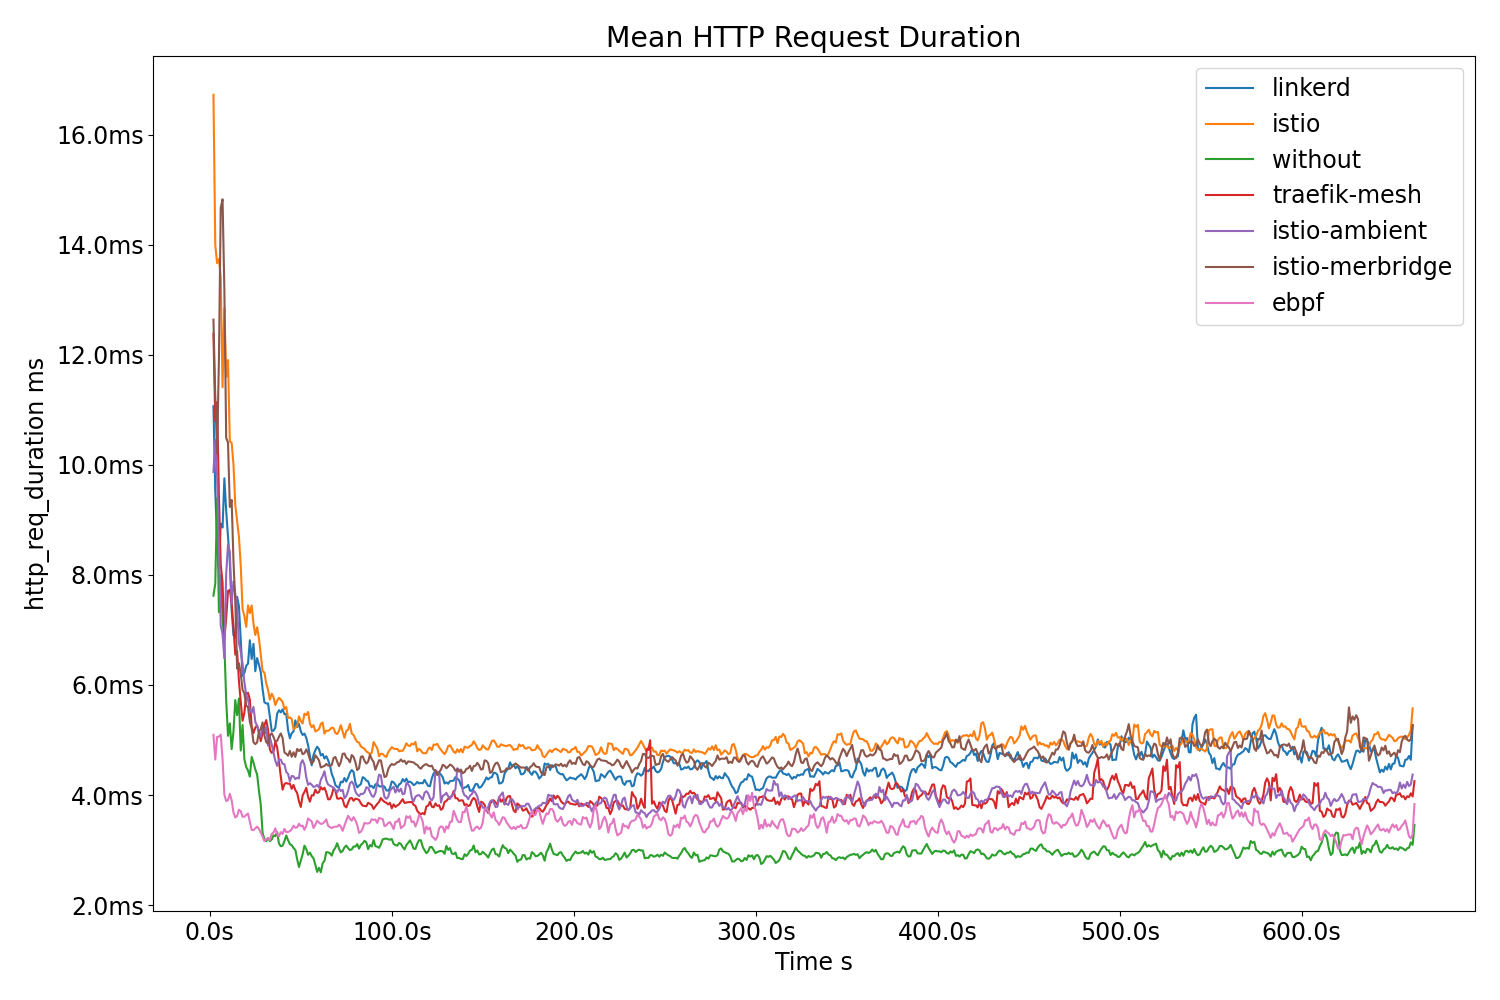 Mean HTTP Request Duration
linkerd
istio
without
traefik-mesh
istio-ambient
istio-merbridge
ebpf
http_req_duration ms
16.0ms
14.0ms
12.0ms
10.0ms
8.0ms
6.0ms
4.0ms
2.0ms
0.0s 100.0s 200.0s 300.0s 400.0s 500.0s 600.0s
Time s